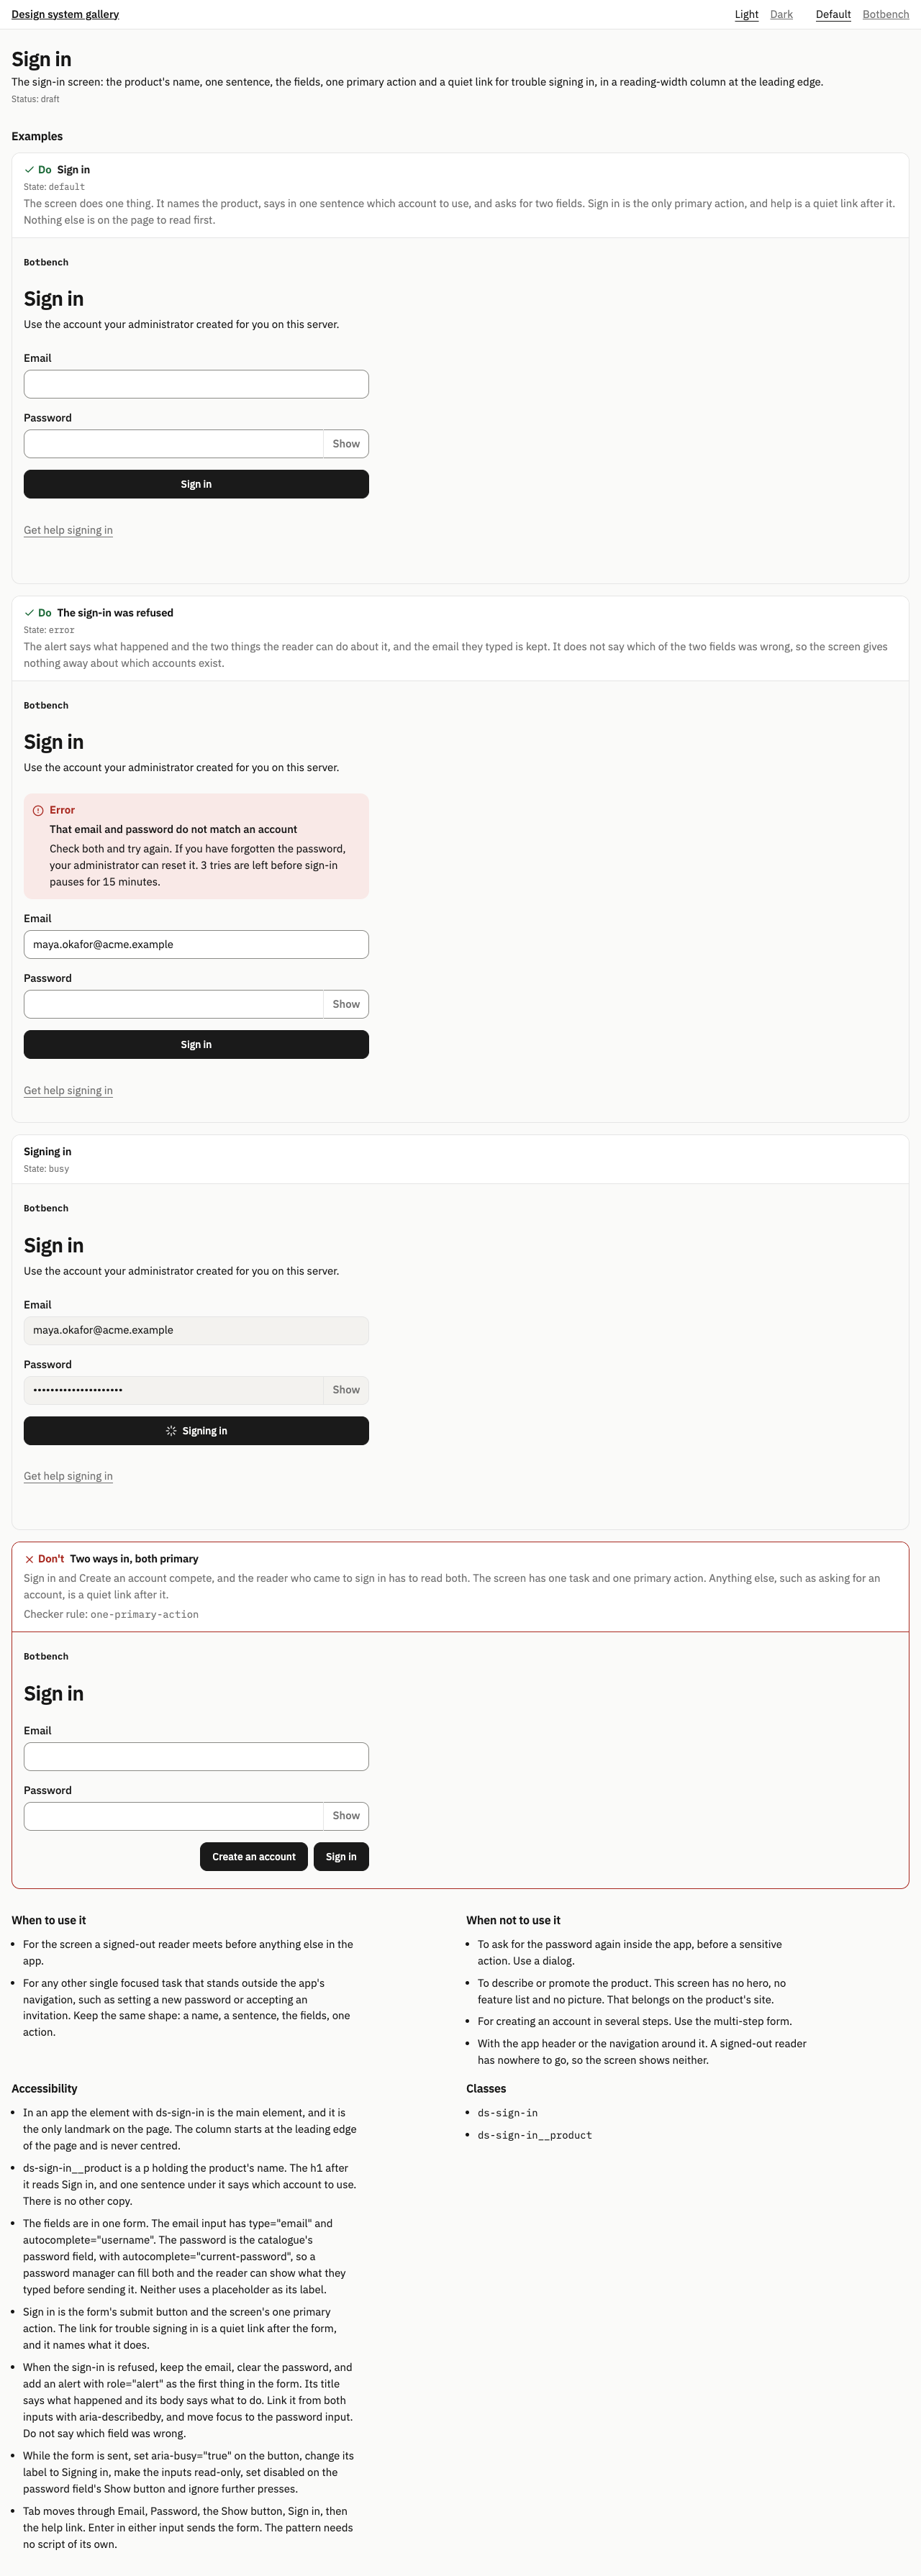 Design system gallery
Light Dark Default Botbench
Sign in
The sign-in screen: the product's name, one sentence, the fields, one primary action and a quiet link for trouble signing in, in a reading-width column at the leading edge.
Status: draft
Examples
Do Sign in
State: default
The screen does one thing. It names the product, says in one sentence which account to use, and asks for two fields. Sign in is the only primary action, and help is a quiet link after it.
Nothing else is on the page to read first.
Botbench
Sign in
Use the account your administrator created for you on this server.
Email
Password
Show
Sign in
Get help signing in
Do The sign-in was refused
State: error
The alert says what happened and the two things the reader can do about it, and the email they typed is kept. It does not say which of the two fields was wrong, so the screen gives
nothing away about which accounts exist.
Botbench
Sign in
Use the account your administrator created for you on this server.
Error
That email and password do not match an account
Check both and try again. If you have forgotten the password,
your administrator can reset it. 3 tries are left before sign-in
pauses for 15 minutes.
Email
maya.okafor@acme.example
Password
Show
Sign in
Get help signing in
Signing in
State: busy
Botbench
Sign in
Use the account your administrator created for you on this server.
Email
maya.okafor@acme.example
Password
•••••••••••••••••••••
Show
Signing in
Get help signing in
Don't Two ways in, both primary
Sign in and Create an account compete, and the reader who came to sign in has to read both. The screen has one task and one primary action. Anything else, such as asking for an
account, is a quiet link after it.
Checker rule: one-primary-action
Botbench
Sign in
Email
Password
Show
Create an account Sign in
When to use it
• For the screen a signed-out reader meets before anything else in the
app.
• For any other single focused task that stands outside the app's
navigation, such as setting a new password or accepting an
invitation. Keep the same shape: a name, a sentence, the fields, one
action.
When not to use it
• To ask for the password again inside the app, before a sensitive
action. Use a dialog.
• To describe or promote the product. This screen has no hero, no
feature list and no picture. That belongs on the product's site.
• For creating an account in several steps. Use the multi-step form.
• With the app header or the navigation around it. A signed-out reader
has nowhere to go, so the screen shows neither.
Accessibility
• In an app the element with ds-sign-in is the main element, and it is
the only landmark on the page. The column starts at the leading edge
of the page and is never centred.
• ds-sign-in__product is a p holding the product's name. The h1 after
it reads Sign in, and one sentence under it says which account to use.
There is no other copy.
• The fields are in one form. The email input has type="email" and
autocomplete="username". The password is the catalogue's
password field, with autocomplete="current-password", so a
password manager can fill both and the reader can show what they
typed before sending it. Neither uses a placeholder as its label.
• Sign in is the form's submit button and the screen's one primary
action. The link for trouble signing in is a quiet link after the form,
and it names what it does.
• When the sign-in is refused, keep the email, clear the password, and
add an alert with role="alert" as the first thing in the form. Its title
says what happened and its body says what to do. Link it from both
inputs with aria-describedby, and move focus to the password input.
Do not say which field was wrong.
• While the form is sent, set aria-busy="true" on the button, change its
label to Signing in, make the inputs read-only, set disabled on the
password field's Show button and ignore further presses.
• Tab moves through Email, Password, the Show button, Sign in, then
the help link. Enter in either input sends the form. The pattern needs
no script of its own.
Classes
• ds-sign-in
• ds-sign-in__product